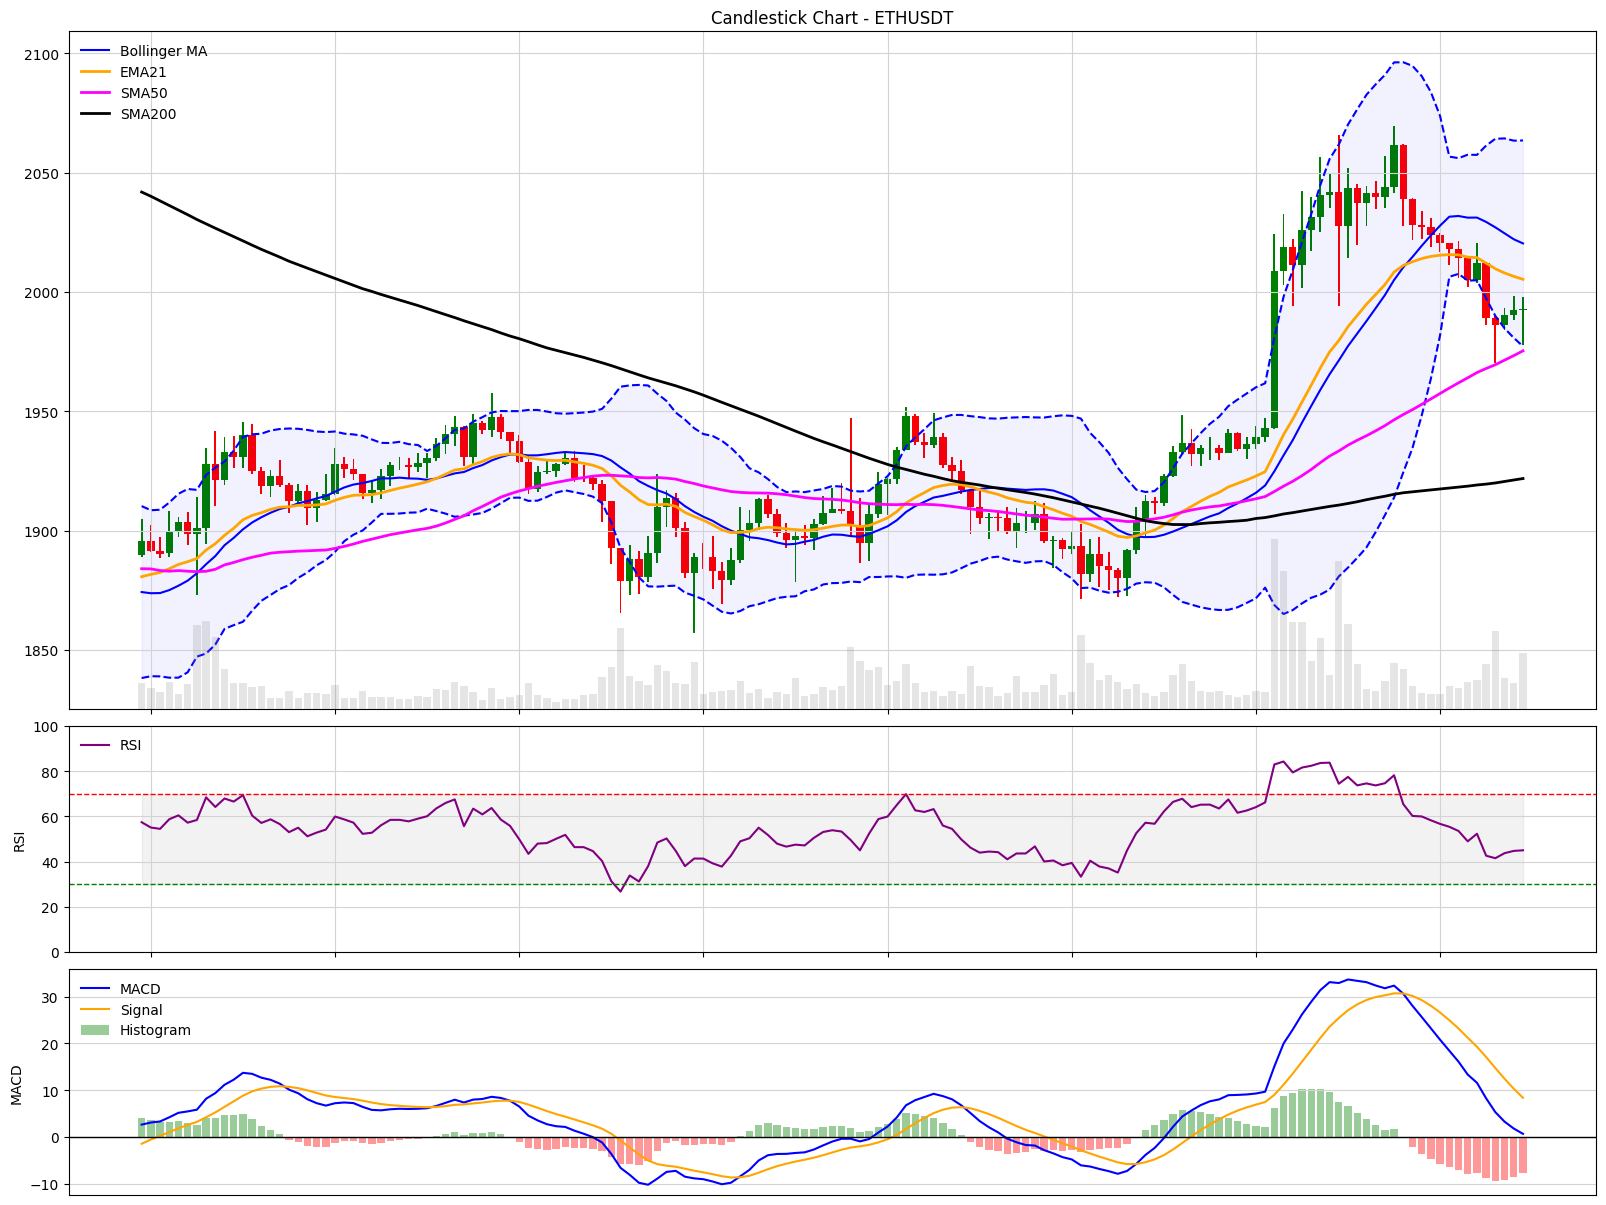 Candlestick Chart - ETHUSDT
Bollinger MA
EMA21
SMA50
SMA200
2100
2050
2000
1950
1900
1850
RSI
100
80
60
40
20
0
RSI
MACD
Signal
Histogram
30
20
10
0
−10
MACD